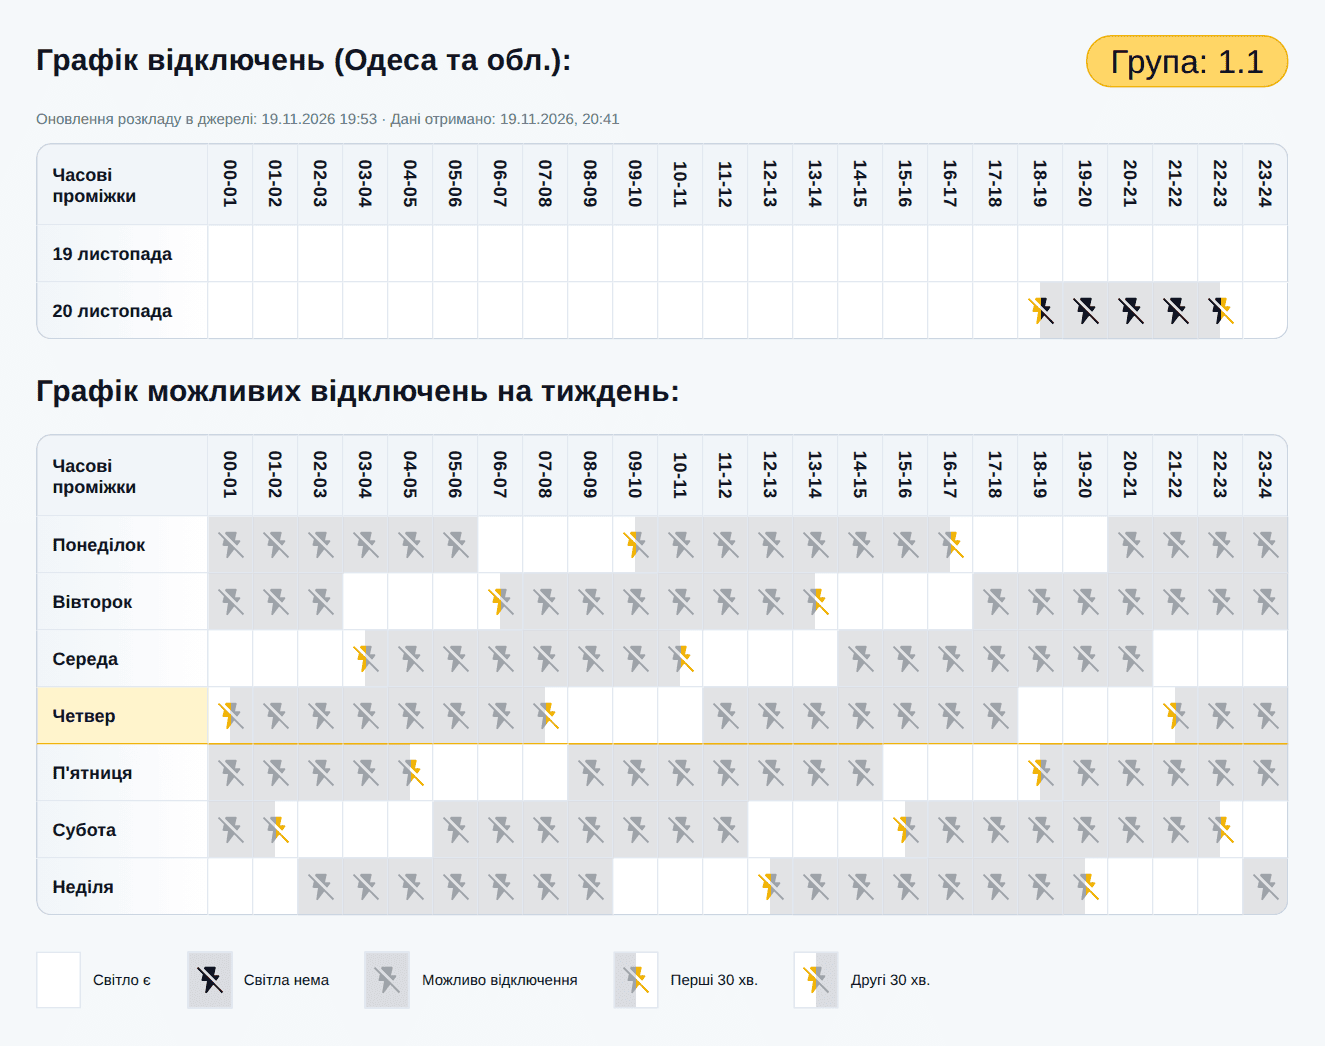 Графік відключень (Одеса та обл.):
Група: 1.1
Оновлення розкладу в джерелі: 19.11.2026 19:53 · Дані отримано: 19.11.2026, 20:41
Часові проміжки 00-01 01-02 02-03 03-04 04-05 05-06 06-07 07-08 08-09 09-10 10-11 11-12 12-13 13-14 14-15 15-16 16-17 17-18 18-19 19-20 20-21 21-22 22-23 23-24
19 листопада
20 листопада
Графік можливих відключень на тиждень:
Часові проміжки 00-01 01-02 02-03 03-04 04-05 05-06 06-07 07-08 08-09 09-10 10-11 11-12 12-13 13-14 14-15 15-16 16-17 17-18 18-19 19-20 20-21 21-22 22-23 23-24
Понеділок
Вівторок
Середа
Четвер
П'ятниця
Субота
Неділя
Світло є Світла нема Можливо відключення Перші 30 хв. Другі 30 хв.